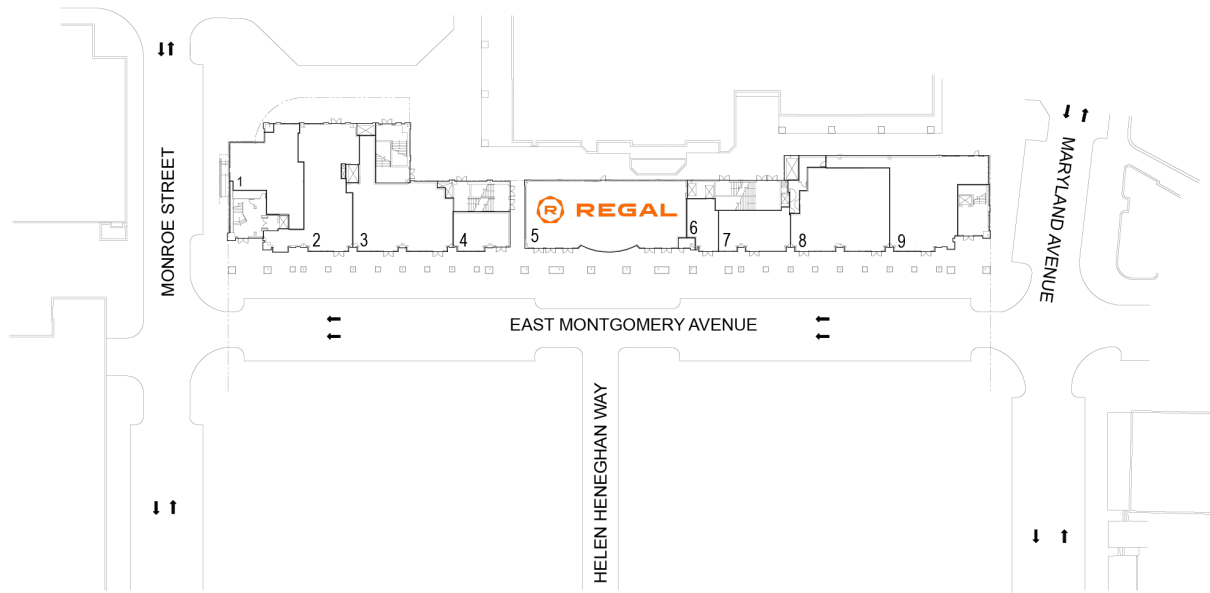 MONROE STREET
MARYLAND AVENUE
1
2
3
4
5
R REGAL
6
7
8
9
EAST MONTGOMERY AVENUE
HELEN HENEGHAN WAY